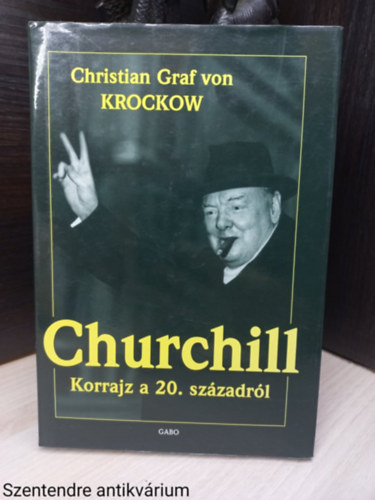 Christian Graf von
KROCKOW
Churchill
Korrajz a 20. századról
GABO
Szentendre antikvárium